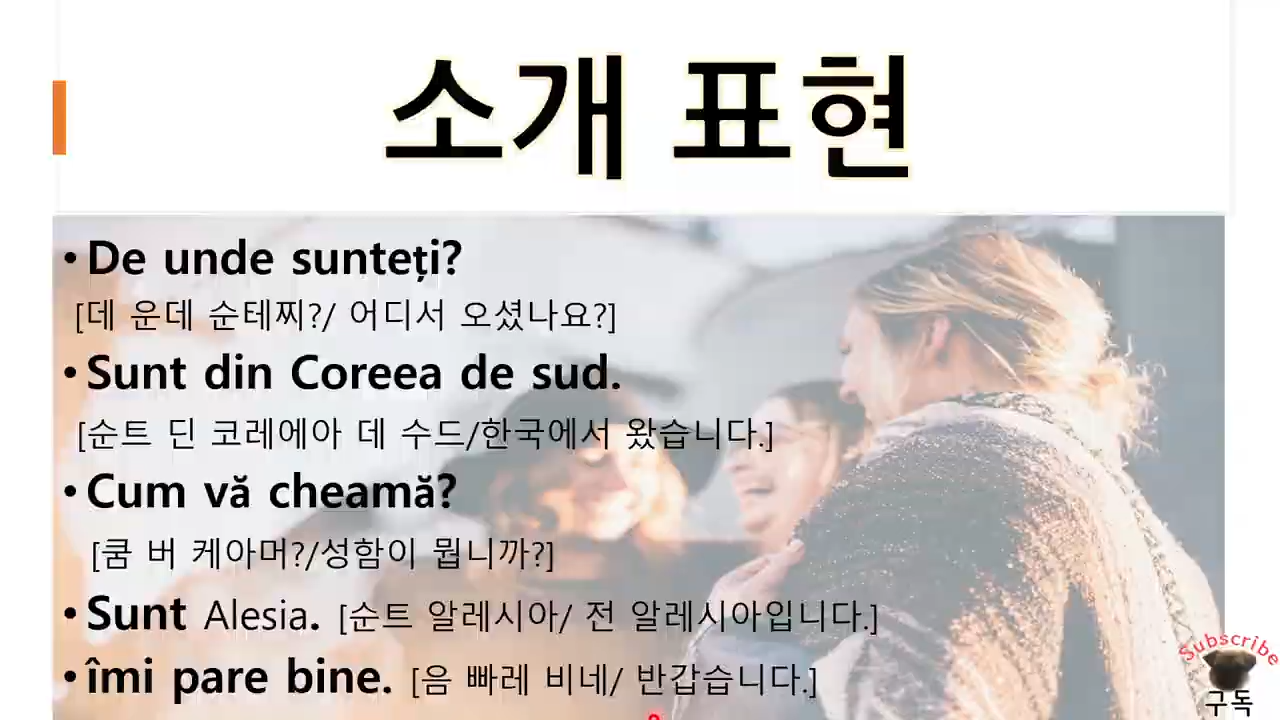 소개 표현
• De unde sunteți?
[데 운데 순테찌?/ 어디서 오셨나요?]
• Sunt din Coreea de sud.
[순트 딘 코레에아 데 수드/한국에서 왔습니다.]
• Cum vă cheamă?
[쿰 버 케아머?/성함이 뭡니까?]
• Sunt Alesia. [순트 알레시아/ 전 알레시아입니다.]
• îmi pare bine. [음 빠레 비네/ 반갑습니다.]
Subscribe
구독